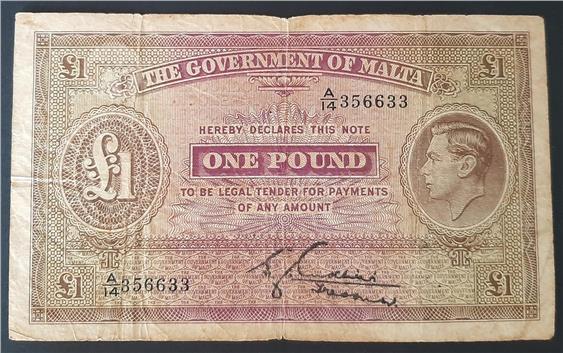 £1 £1
THE GOVERNMENT OF MALTA
A/14 356633
HEREBY DECLARES THIS NOTE
ONE POUND
£1
TO BE LEGAL TENDER FOR PAYMENTS
OF ANY AMOUNT
A/14 356633
Treasurer
£1 £1